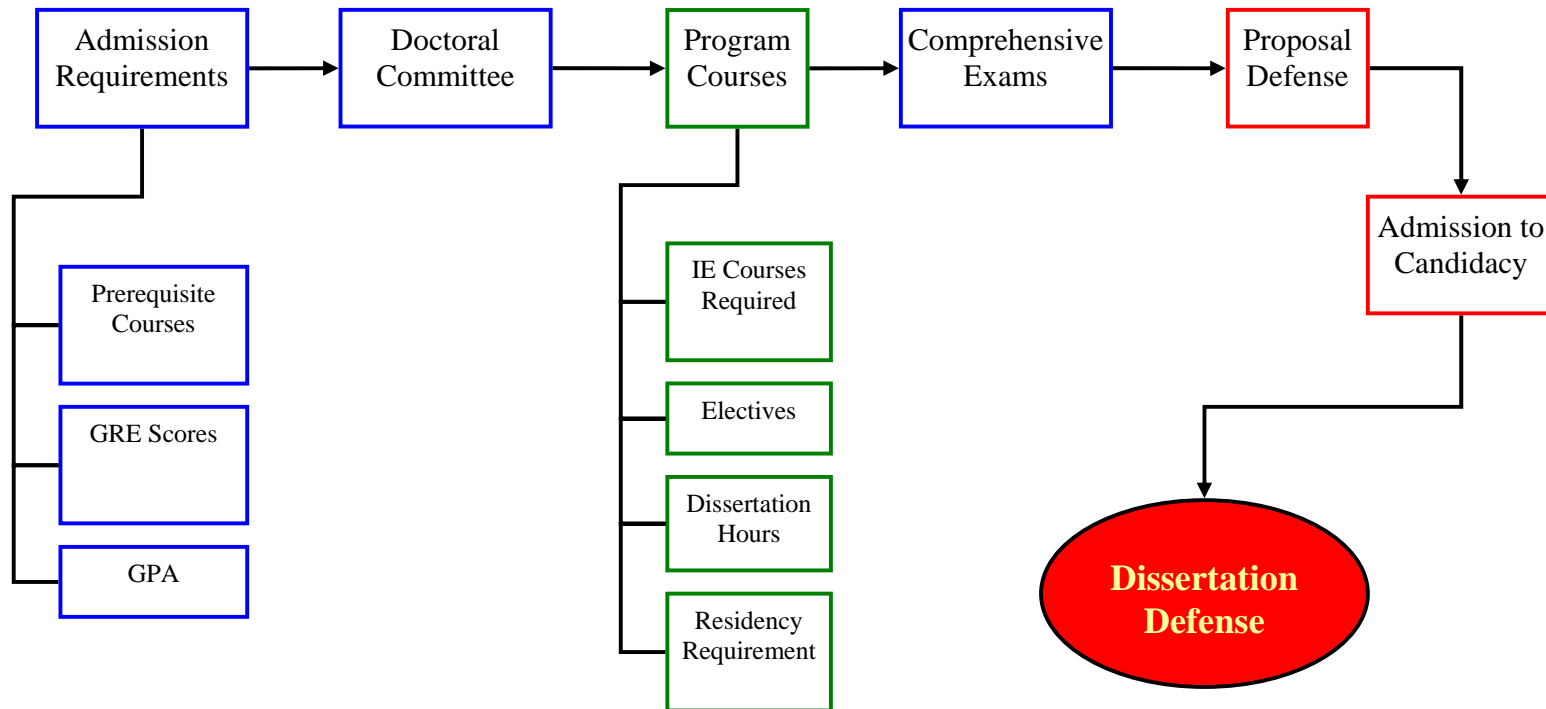 Admission
Requirements
Doctoral
Committee
Program
Courses
Comprehensive
Exams
Proposal
Defense
Admission to
Candidacy
Prerequisite
Courses
GRE Scores
GPA
IE Courses
Required
Electives
Dissertation
Hours
Residency
Requirement
Dissertation
Defense